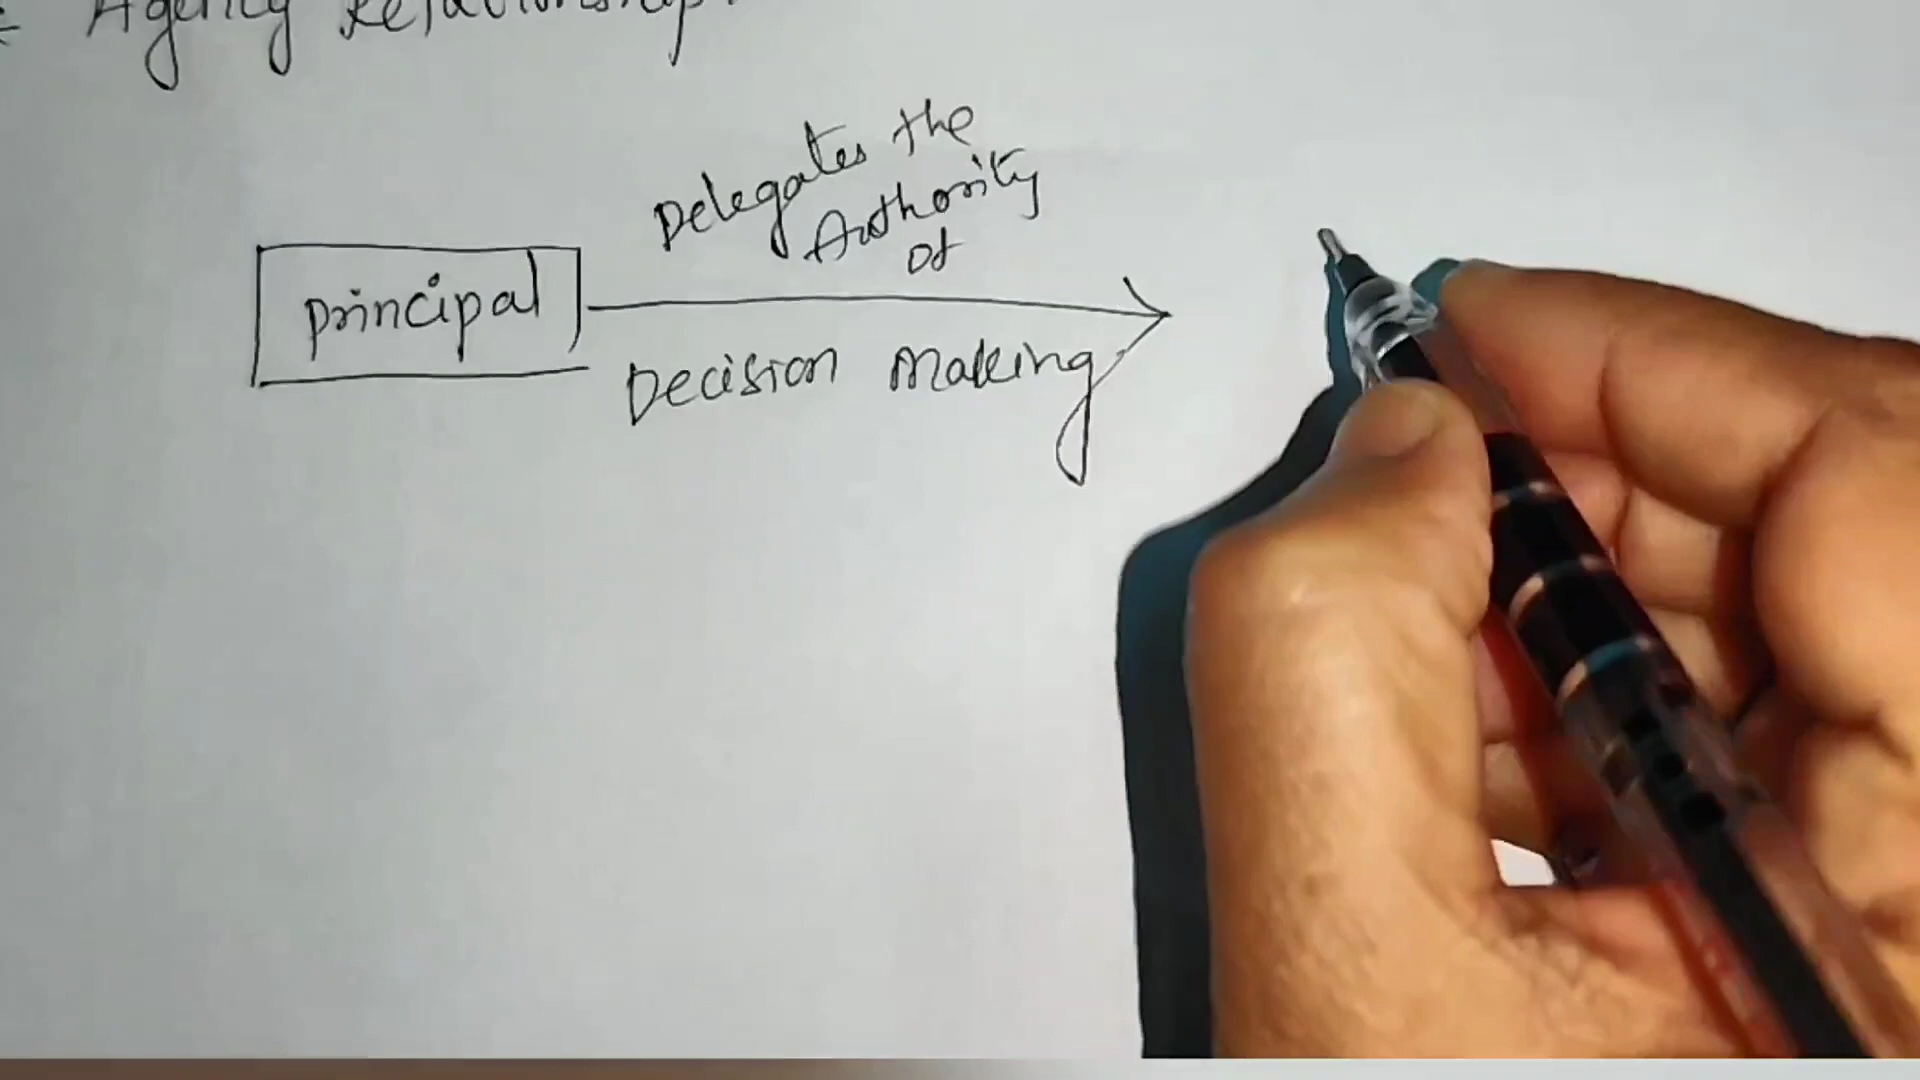 Agency Relationship
Delegates the
Authority
of
principal
Decision Making